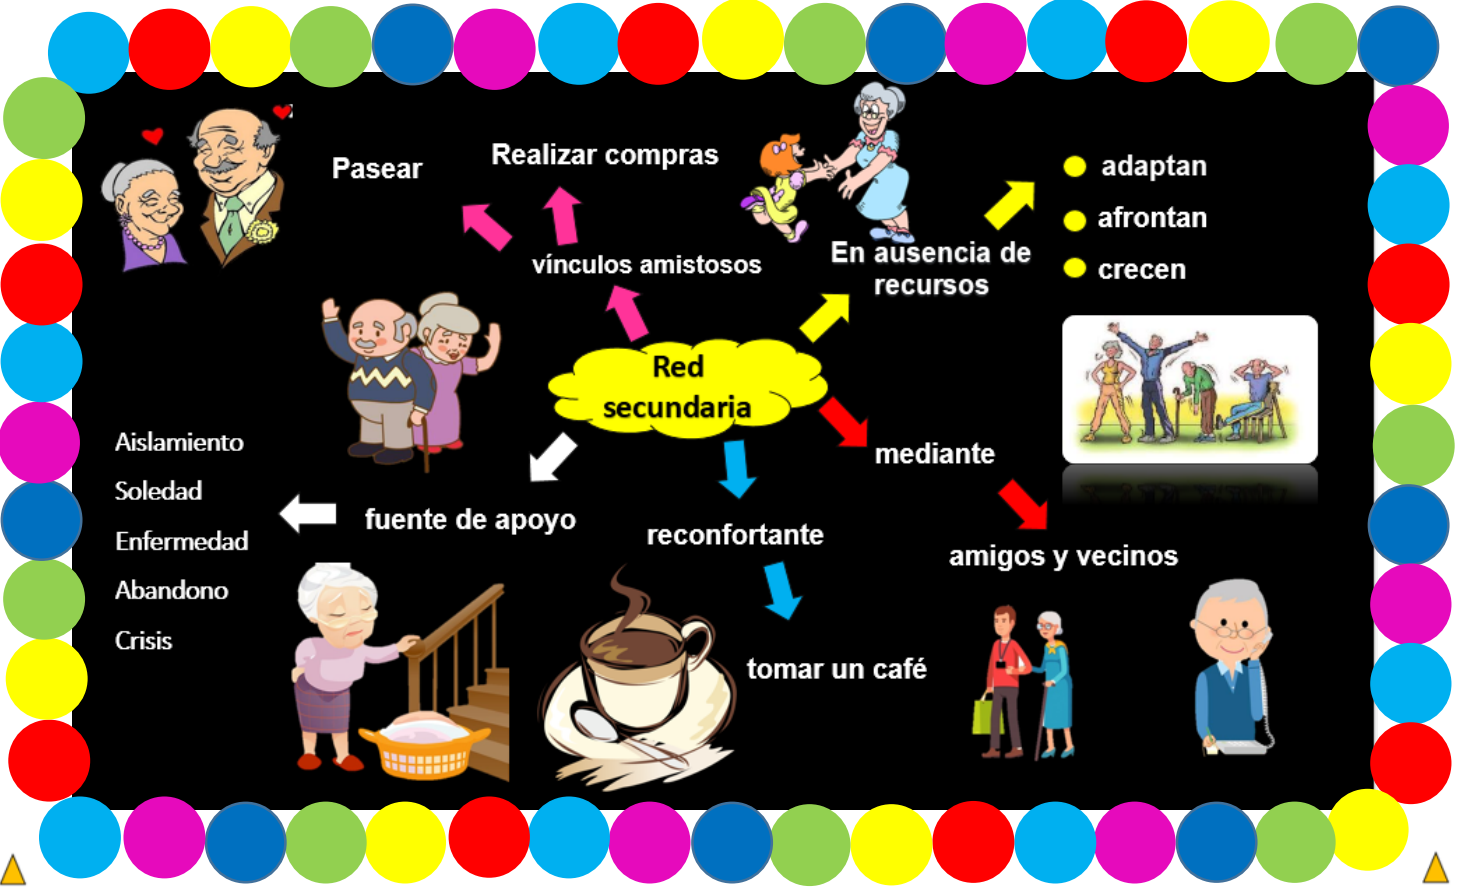 Pasear
Realizar compras
vínculos amistosos
En ausencia de
recursos
adaptan
afrontan
crecen
Red
secundaria
mediante
amigos y vecinos
reconfortante
tomar un café
fuente de apoyo
Aislamiento
Soledad
Enfermedad
Abandono
Crisis